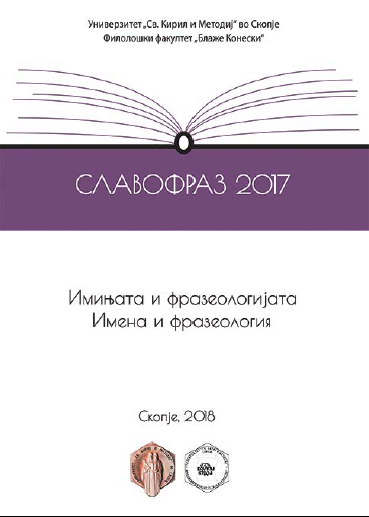 Универзитет „Св. Кирил и Методиј“ во Скопје
Филолошки факултет „Блаже Конески“
СЛАВОФРАЗ 2017
Имињата и фразеологијата
Имена и фразеология
Скопје, 2018